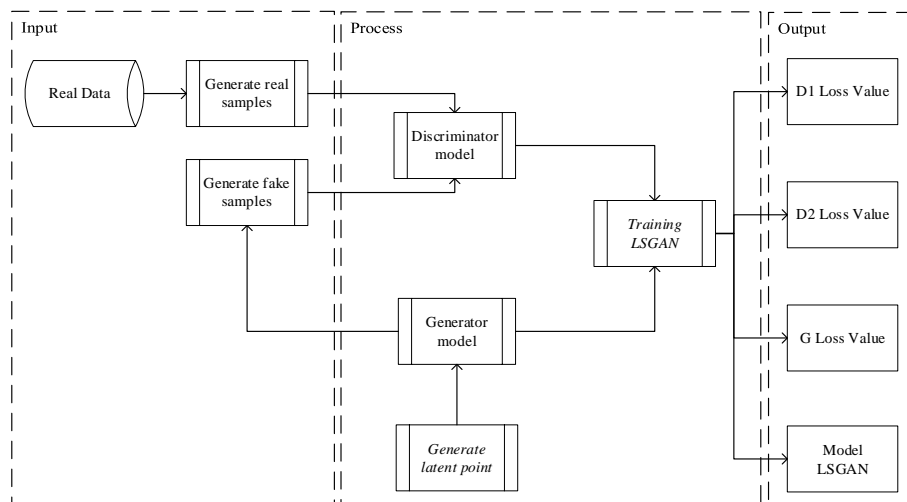 Input
Process
Output
Real Data
Generate real
samples
Generate fake
samples
Discriminator
model
Training
LSGAN
Generator
model
Generate
latent point
D1 Loss Value
D2 Loss Value
G Loss Value
Model
LSGAN